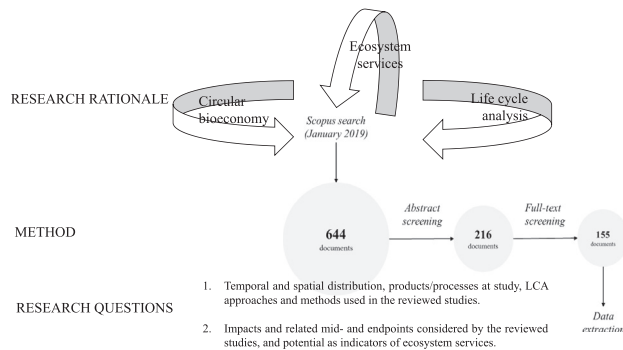 Ecosystem
services
RESEARCH RATIONALE
Circular
bioeconomy
Life cycle
analysis
Scopus search
(January 2019)
METHOD
644
documents
Abstract
screening
216
documents
Full-text
screening
155
documents
RESEARCH QUESTIONS
1. Temporal and spatial distribution, products/processes at study, LCA
approaches and methods used in the reviewed studies.
2. Impacts and related mid- and endpoints considered by the reviewed
studies, and potential as indicators of ecosystem services.
Data
extraction